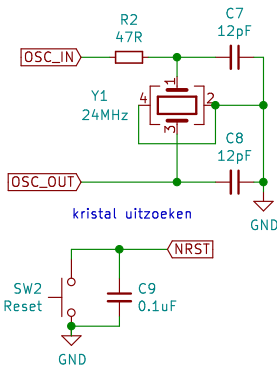 R2
47R
C7
12pF
OSC_IN
1
Y1
24MHz
4
2
3
C8
12pF
OSC_OUT
kristal uitzoeken
GND
NRST
SW2
Reset
C9
0.1uF
GND